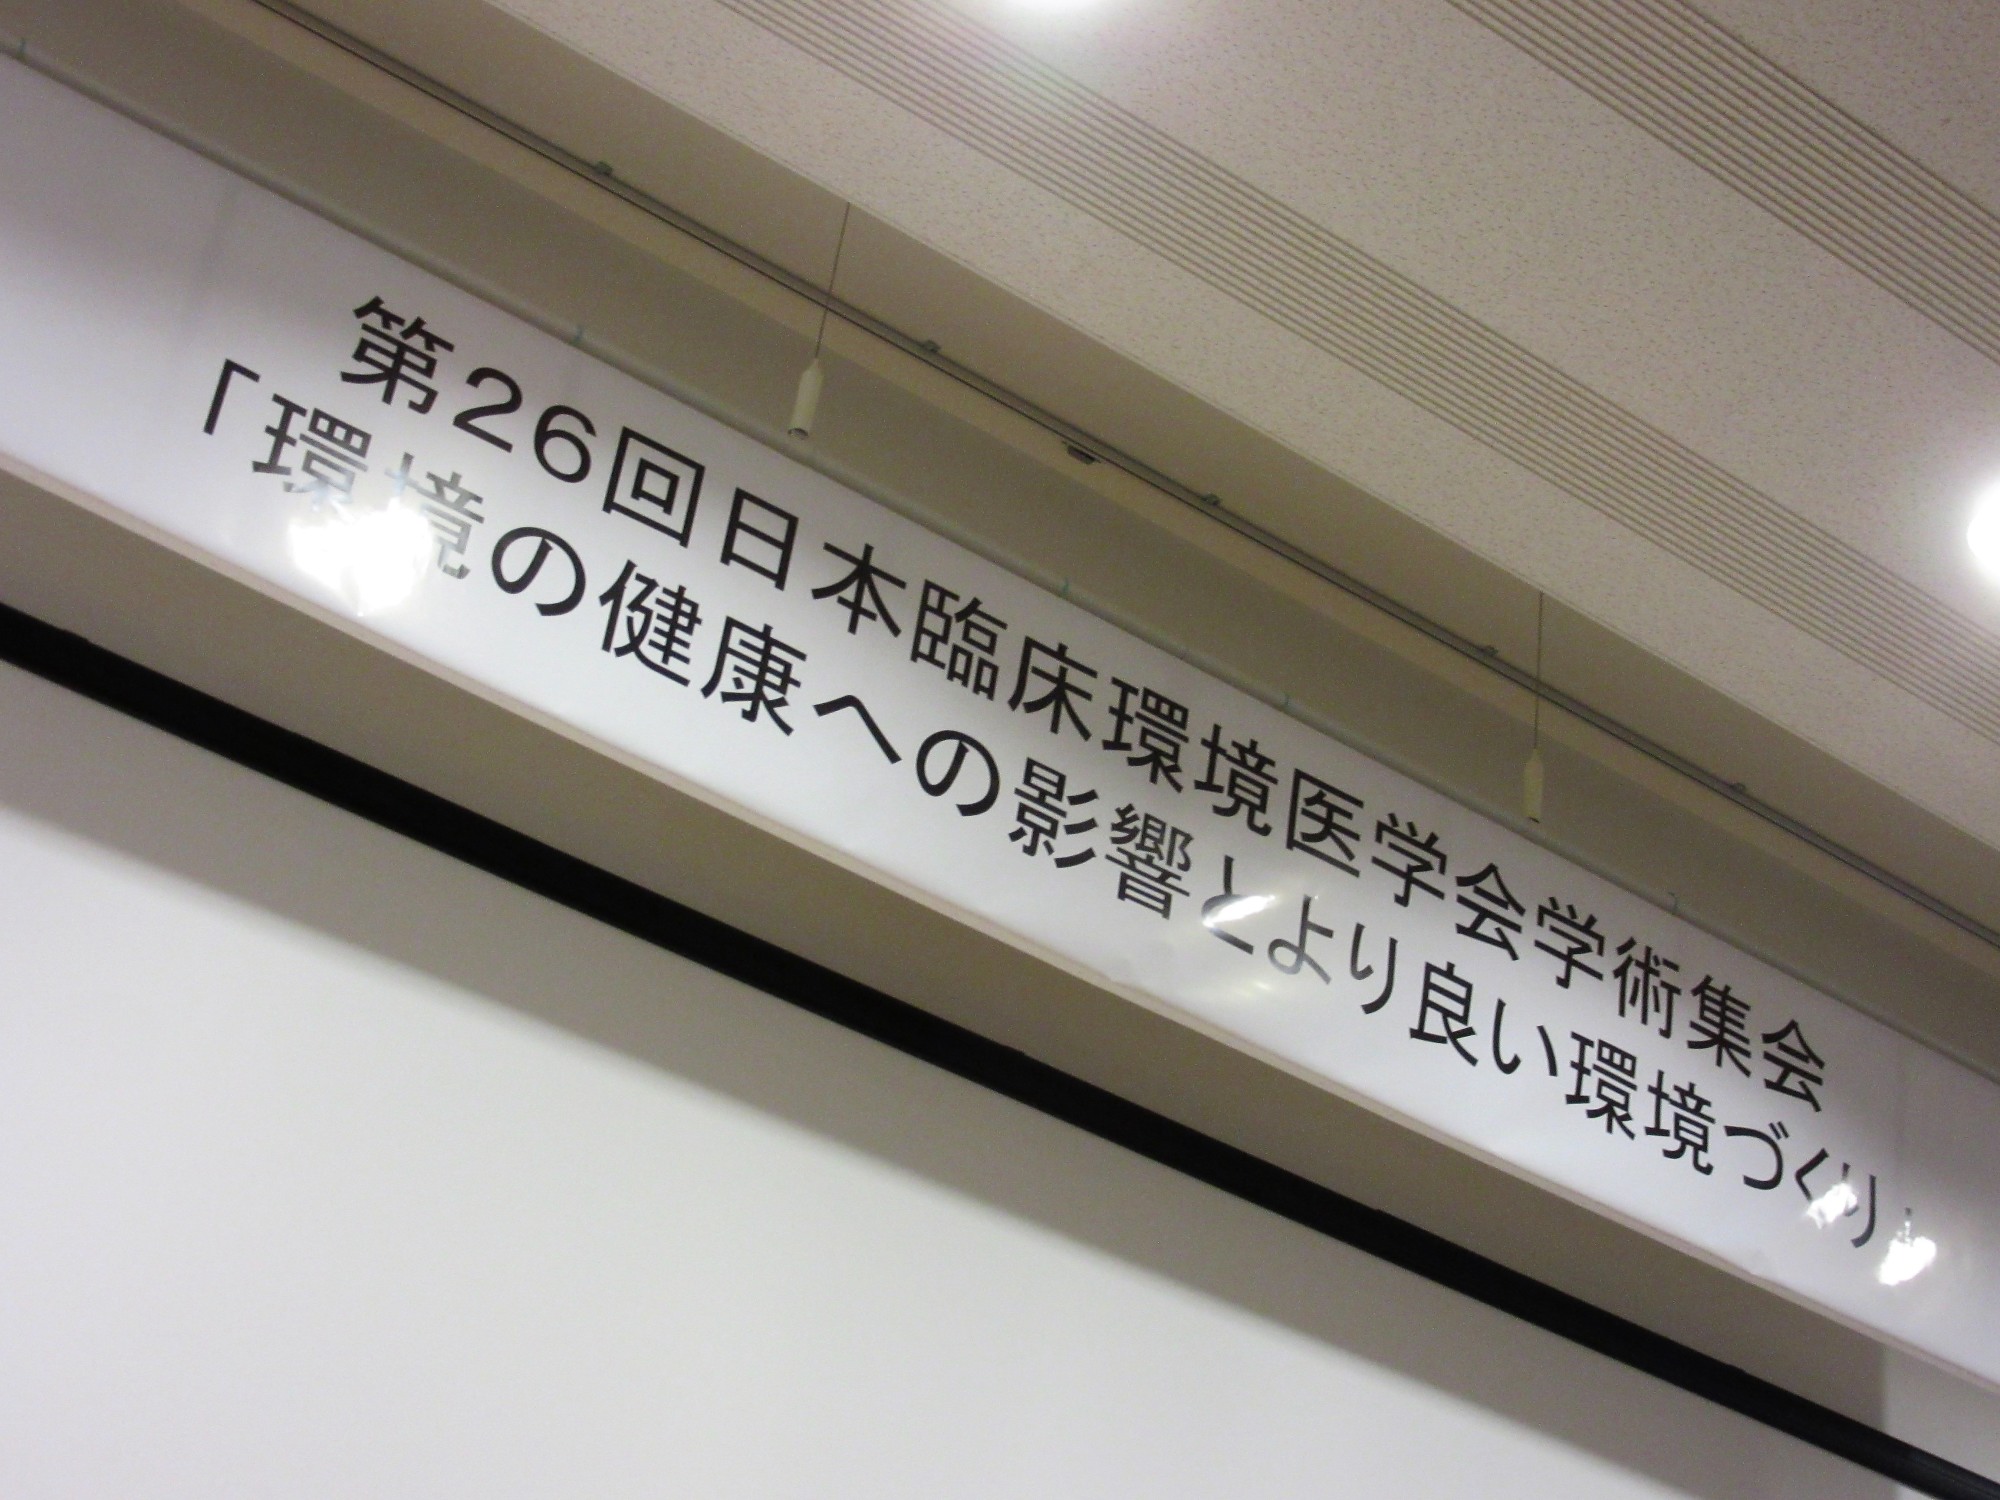 第26回日本臨床環境医学会学術集会
「環境の健康への影響とより良い環境づくり」